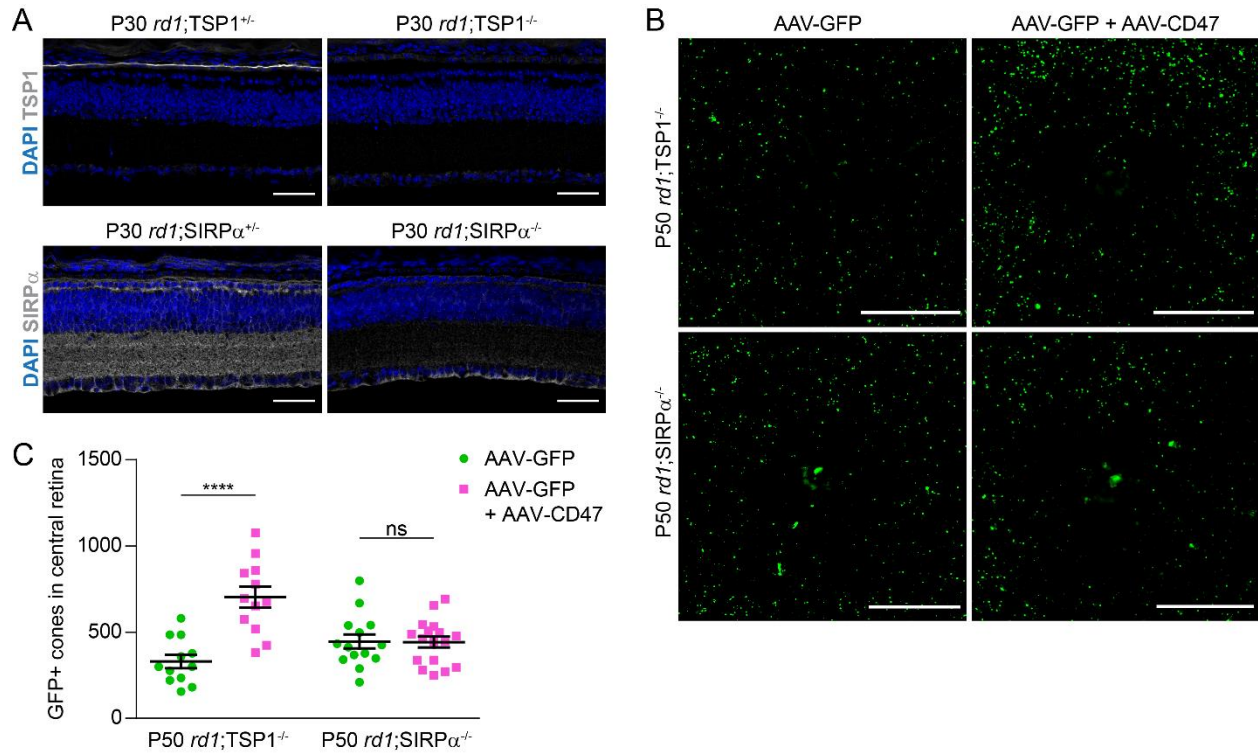 A
P30 rd1;TSP1+/-
P30 rd1;TSP1-/-
DAPI TSP1
P30 rd1;SIRPα+/-
P30 rd1;SIRPα-/-
DAPI SIRPα
B
AAV-GFP
AAV-GFP + AAV-CD47
P50 rd1;TSP1-/-
P50 rd1;SIRPα-/-
C
GFP+ cones in central retina
1500
1000
500
0
****
ns
AAV-GFP
AAV-GFP
+ AAV-CD47
P50 rd1;TSP1-/-
P50 rd1;SIRPα-/-